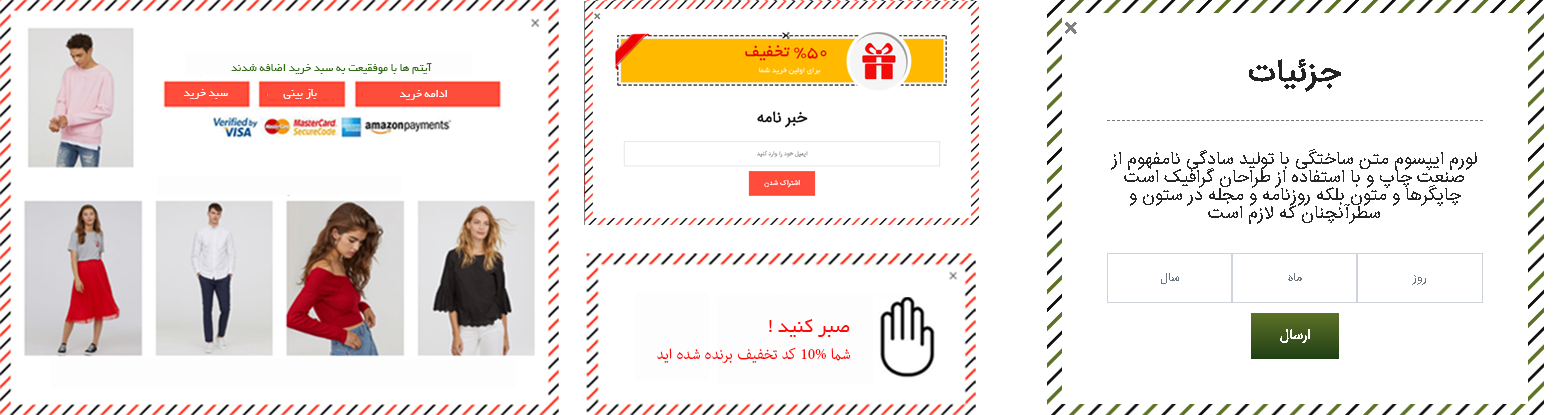 آیتم ها با موفقیعت به سبد خرید اضافه شدند
ادامه خرید
باز بینی
سبد خرید
Verified by VISA
MasterCard SecureCode
amazonpayments
۵۰% تخفیف
برای اولین خرید شما
خبر نامه
ایمیل خود را وارد کنید
اشتراک شدن
صبر کنید !
شما 10% کد تخفیف برنده شده اید
جزئیات
لورم ایپسوم متن ساختگی با تولید سادگی نامفهوم از
صنعت چاپ و با استفاده از طراحان گرافیک است
چاپگرها و متون بلکه روزنامه و مجله در ستون و
سطرآنچنان که لازم است
روز
ماه
سال
ارسال